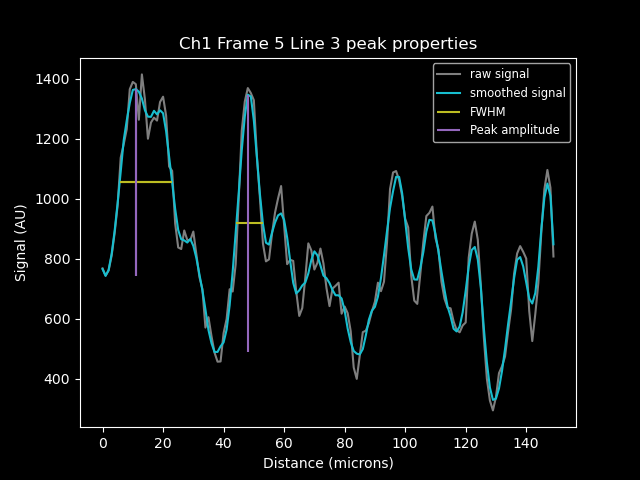 Ch1 Frame 5 Line 3 peak properties
raw signal
smoothed signal
FWHM
Peak amplitude
Signal (AU)
1400
1200
1000
800
600
400
0 20 40 60 80 100 120 140
Distance (microns)